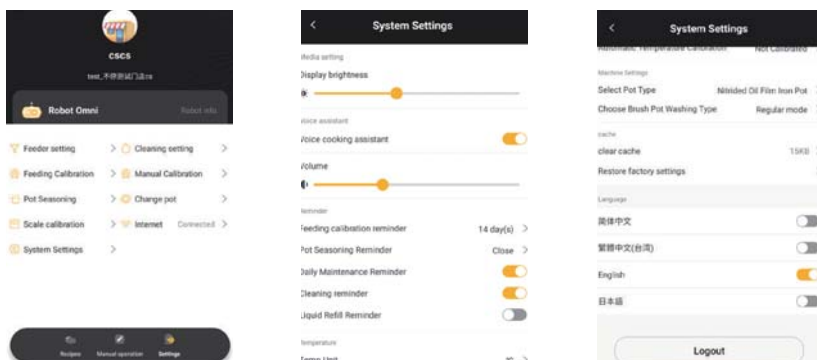 cscs
Robot Omni
Robot info
Feeder setting
Cleaning setting
Feeding Calibration
Manual Calibration
Pot Seasoning
Change pot
Scale calibration
Internet Connected
System Settings
Recipes Manual operation Settings
System Settings
Media setting
Display brightness
Voice assistant
Voice cooking assistant
Volume
Reminder
Feeding calibration reminder 14 day(s)
Pot Seasoning Reminder Close
Daily Maintenance Reminder
Cleaning reminder
Liquid Refill Reminder
Temperature
Temp Unit
System Settings
Automatic Temperature Calibration Not Calibrated
Machine Settings
Select Pot Type Nitrided Oil Film Iron Pot
Choose Brush Pot Washing Type Regular mode
cache
clear cache 15KB
Restore factory settings
Language
简体中文
繁體中文(台湾)
English
日本語
Logout